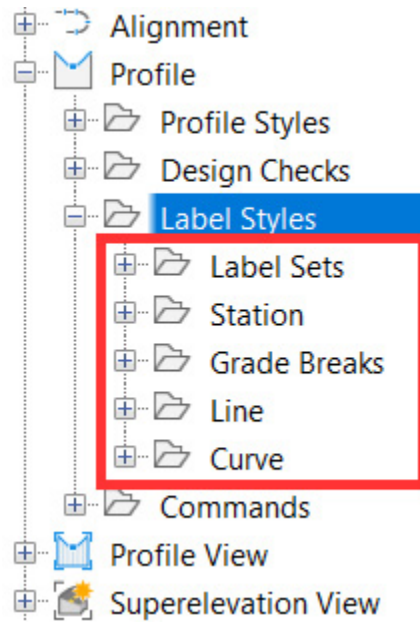 Alignment
Profile
Profile Styles
Design Checks
Label Styles
Label Sets
Station
Grade Breaks
Line
Curve
Commands
Profile View
Superelevation View